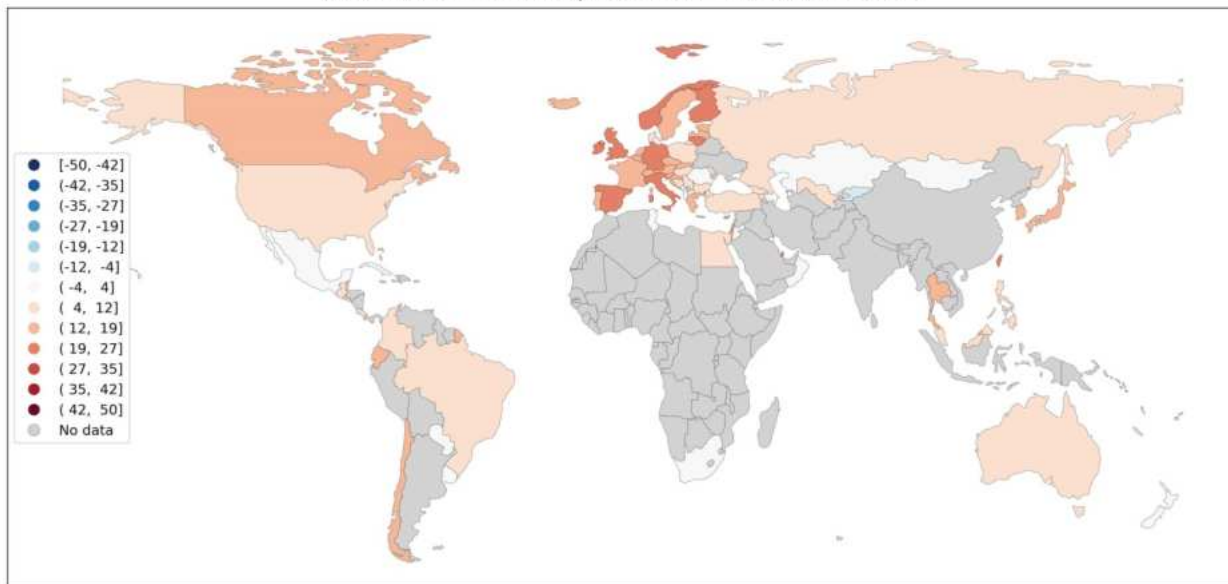 [-50, -42]
(-42, -35]
(-35, -27]
(-27, -19]
(-19, -12]
(-12, -4]
( -4, 4]
( 4, 12]
( 12, 19]
( 19, 27]
( 27, 35]
( 35, 42]
( 42, 50]
No data